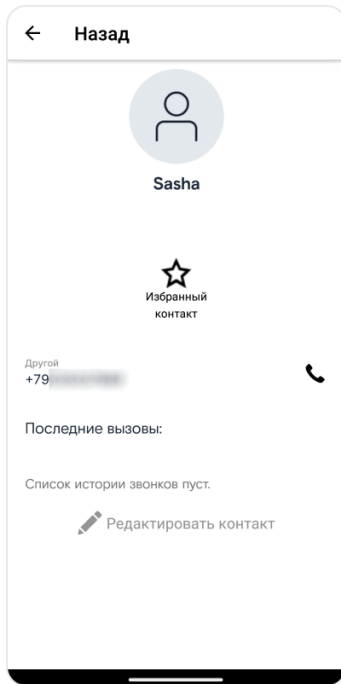 Назад
Sasha
Избранный
контакт
Другой
+79
Последние вызовы:
Список истории звонков пуст.
Редактировать контакт